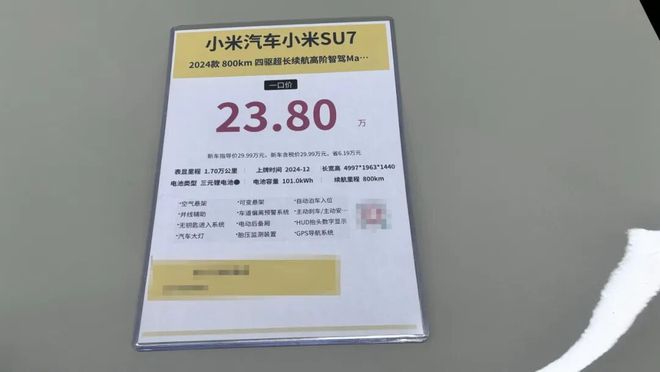 小米汽车小米SU7
2024款 800km 四驱超长续航高阶智驾Ma…
一口价
23.80 万
新车指导价29.99万元，新车含税价29.99万元，省6.19万元
表显里程 1.70万公里 上牌时间 2024-12 长宽高 4997*1963*1440
电池类型 三元锂电池 电池容量 101.0kWh 续航里程 800km
·空气悬架 ·可变悬架 ·自动泊车入位
·并线辅助 ·车道偏离预警系统 ·主动刹车/主动安…
·无钥匙进入系统 ·电动后备厢 ·HUD抬头数字显示
·汽车大灯 ·胎压监测装置 ·GPS导航系统